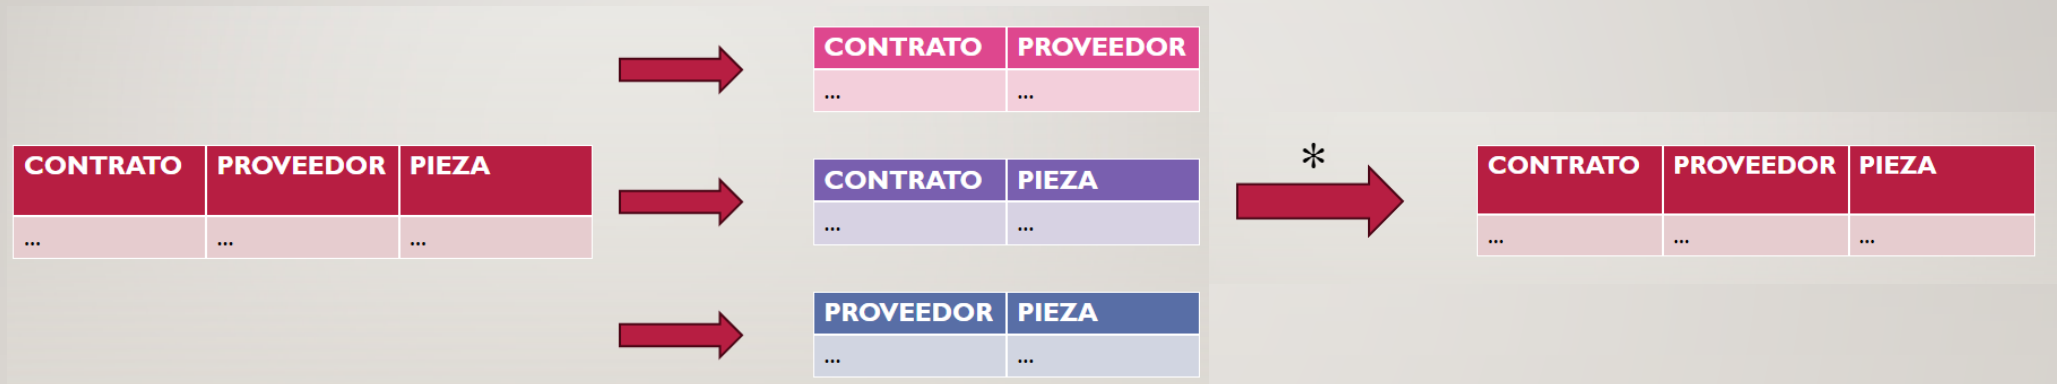 CONTRATO PROVEEDOR PIEZA
... ... ...
CONTRATO PROVEEDOR
... ...
CONTRATO PIEZA
... ...
PROVEEDOR PIEZA
... ...
*
CONTRATO PROVEEDOR PIEZA
... ... ...